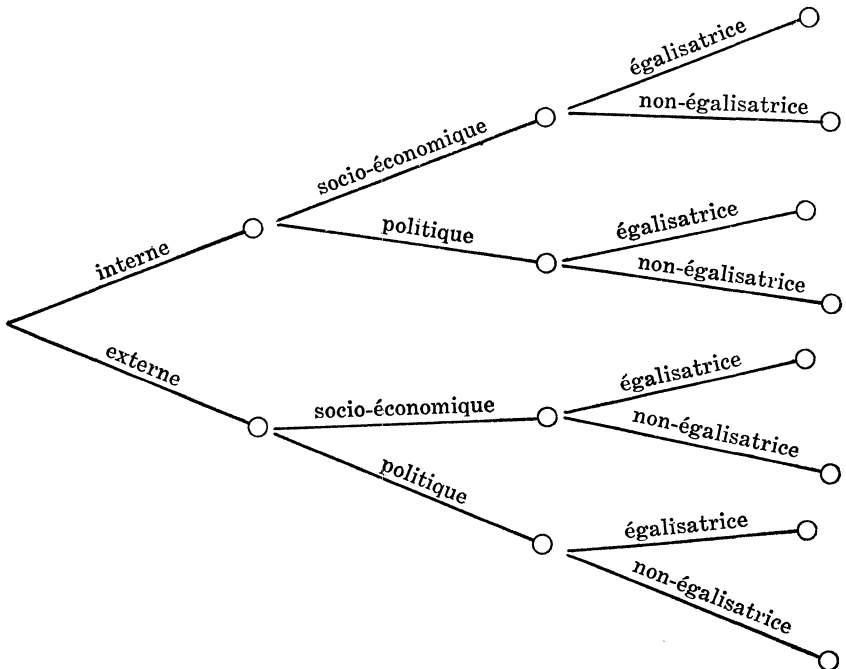 égalisatrice
non-égalisatrice
socio-économique
politique
égalisatrice
non-égalisatrice
interne
externe
socio-économique
égalisatrice
non-égalisatrice
politique
égalisatrice
non-égalisatrice